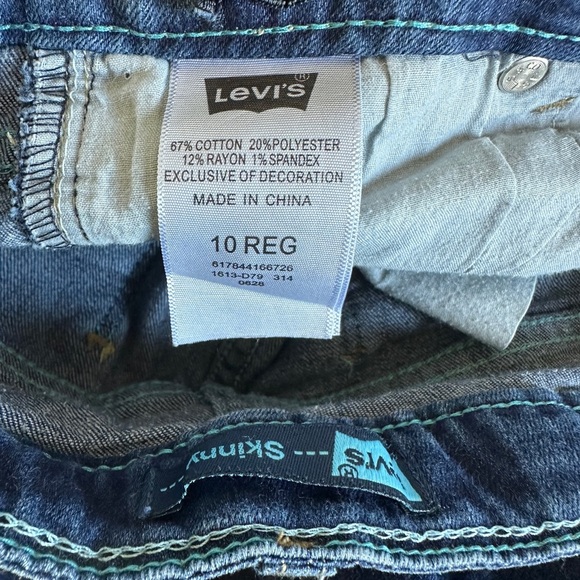 Levi's®
67% COTTON 20%POLYESTER
12% RAYON 1% SPANDEX
EXCLUSIVE OF DECORATION
MADE IN CHINA
10 REG
617844166726
1613-D79 314
0628
Levi's® --- Skinny ---